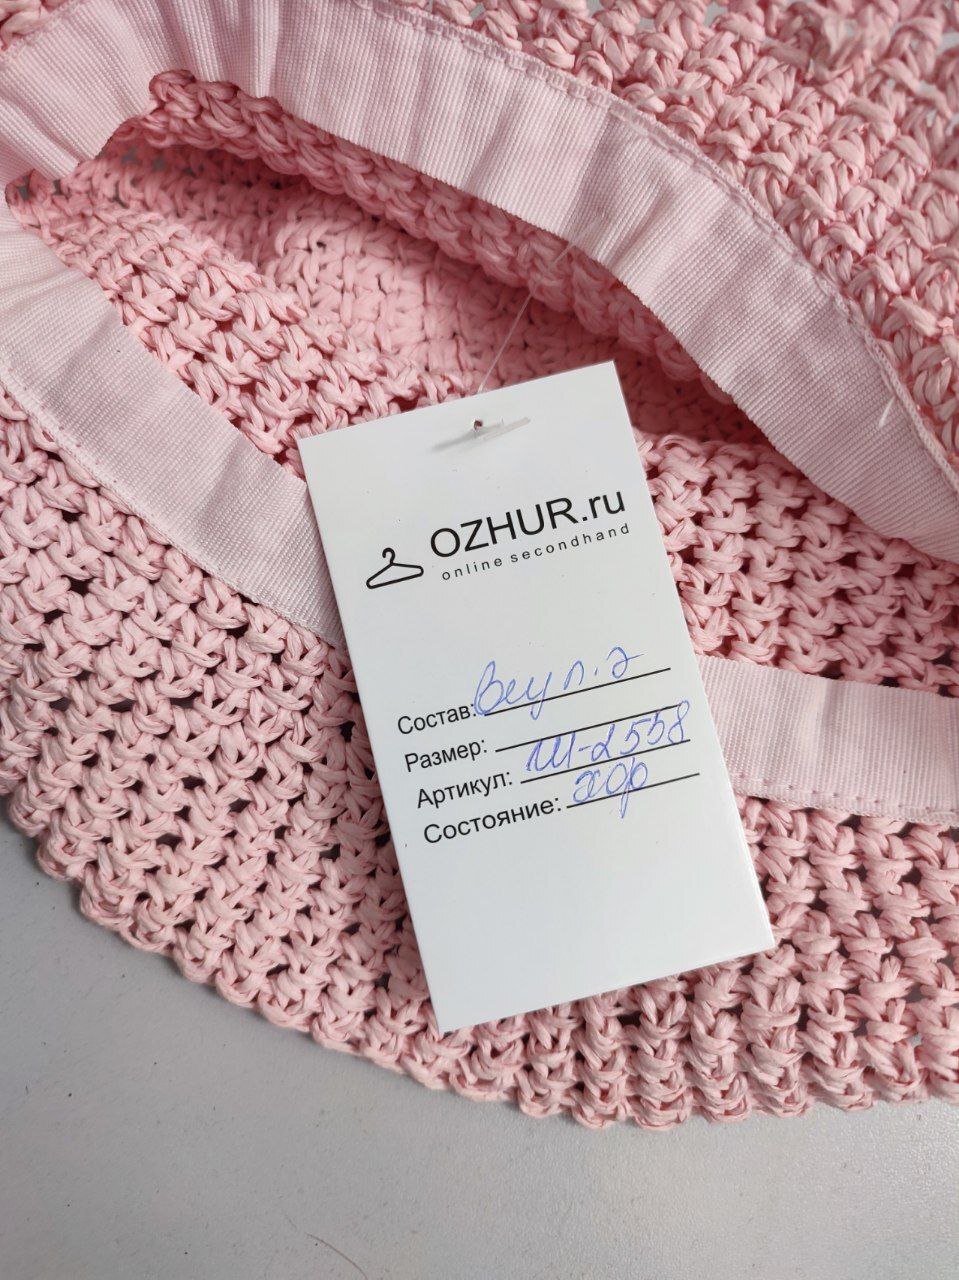 OZHUR.ru
online secondhand
Состав:
Размер:
Артикул: Ш-2558
Состояние: хор